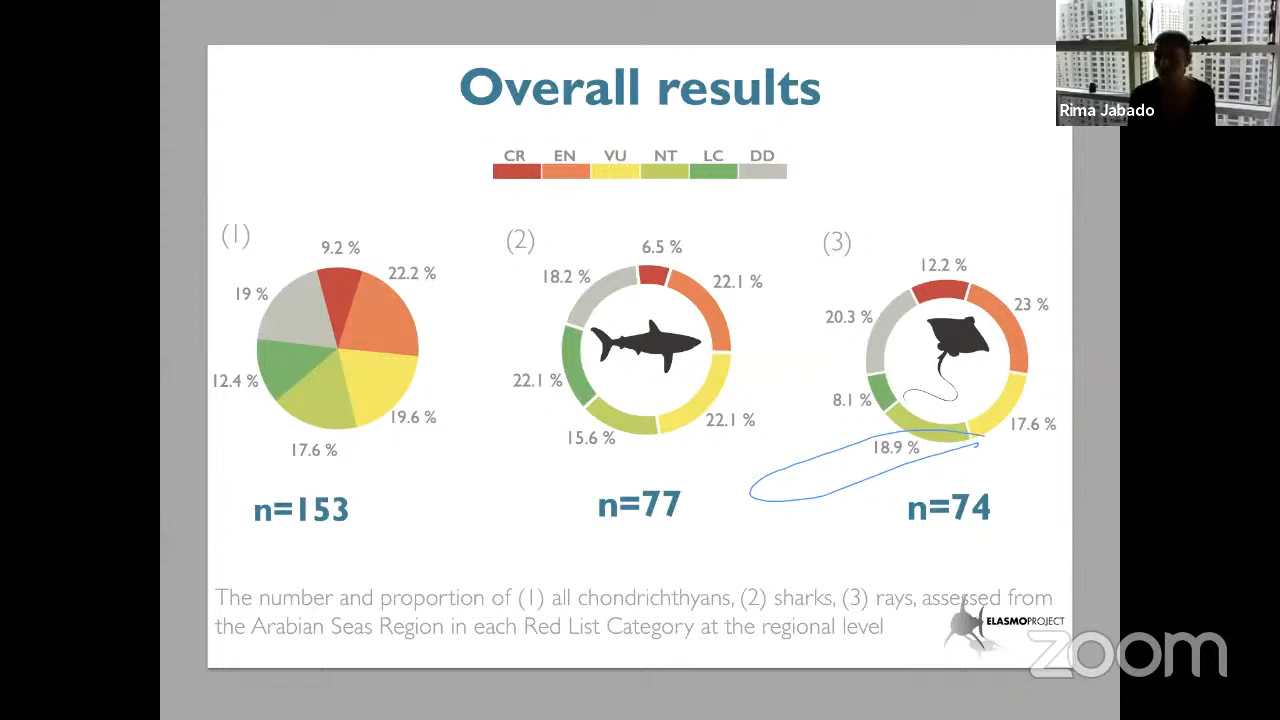 Rima Jabado
Overall results
CR EN VU NT LC DD
(1)
9.2 %
22.2 %
19 %
12.4 %
19.6 %
17.6 %
n=153
(2)
6.5 %
18.2 %
22.1 %
22.1 %
22.1 %
15.6 %
n=77
(3)
12.2 %
23 %
20.3 %
8.1 %
17.6 %
18.9 %
n=74
The number and proportion of (1) all chondrichthyans, (2) sharks, (3) rays, assessed from
the Arabian Seas Region in each Red List Category at the regional level
ELASMOPROJECT
zoom